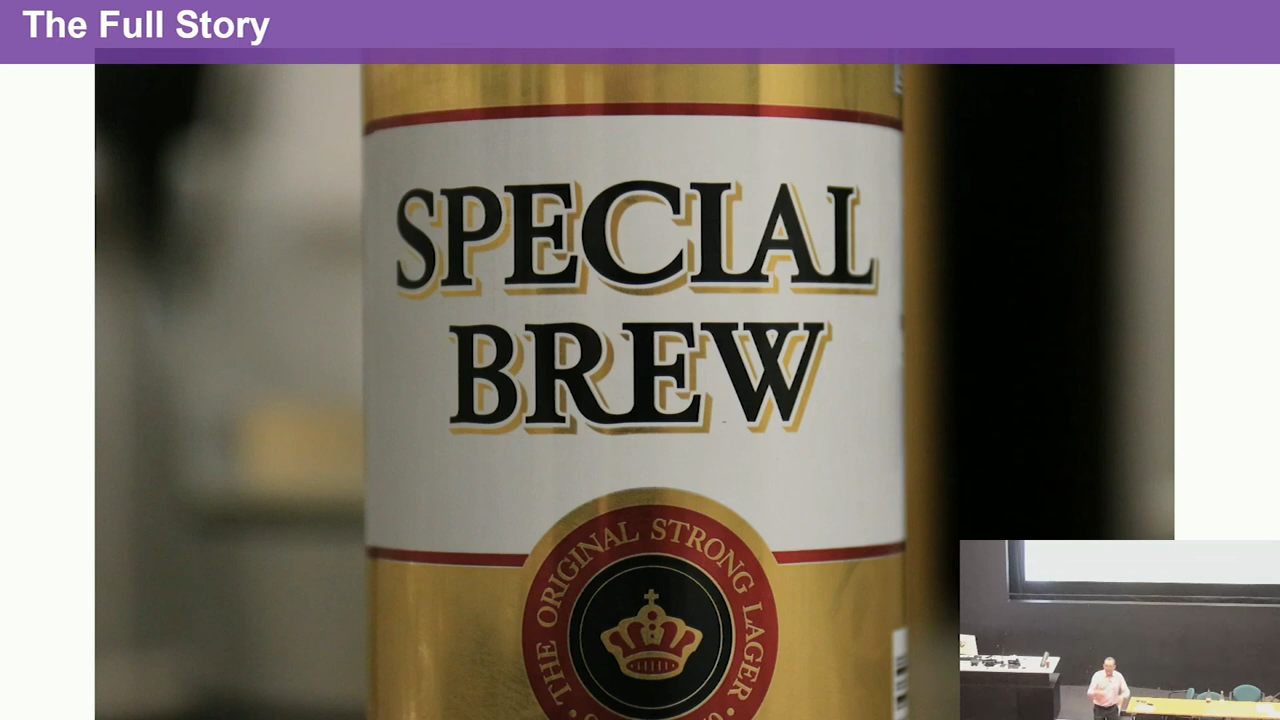 The Full Story
SPECIAL
BREW
THE ORIGINAL STRONG LAGER